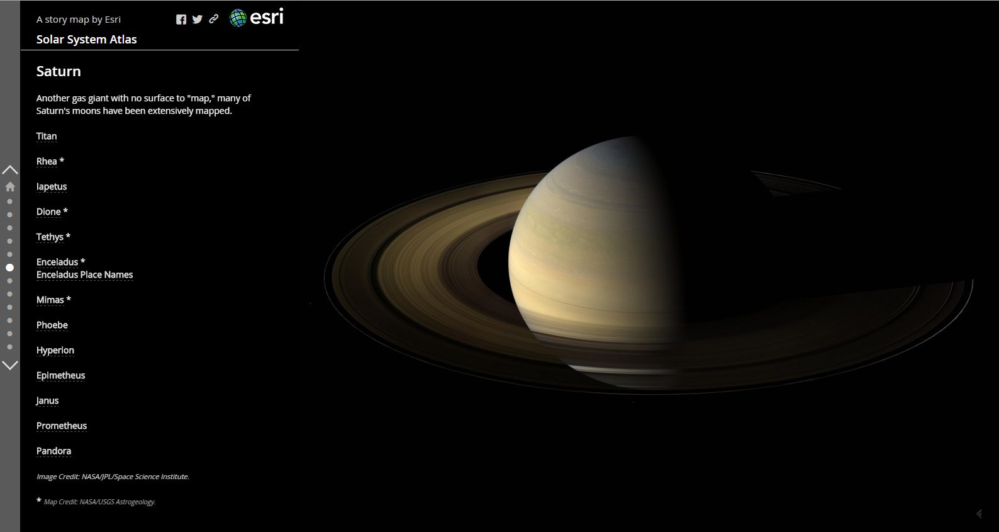 A story map by Esri
esri
Solar System Atlas
Saturn
Another gas giant with no surface to "map," many of
Saturn's moons have been extensively mapped.
Titan
Rhea *
Iapetus
Dione *
Tethys *
Enceladus *
Enceladus Place Names
Mimas *
Phoebe
Hyperion
Epimetheus
Janus
Prometheus
Pandora
Image Credit: NASA/JPL/Space Science Institute.
* Map Credit: NASA/USGS Astrogeology.